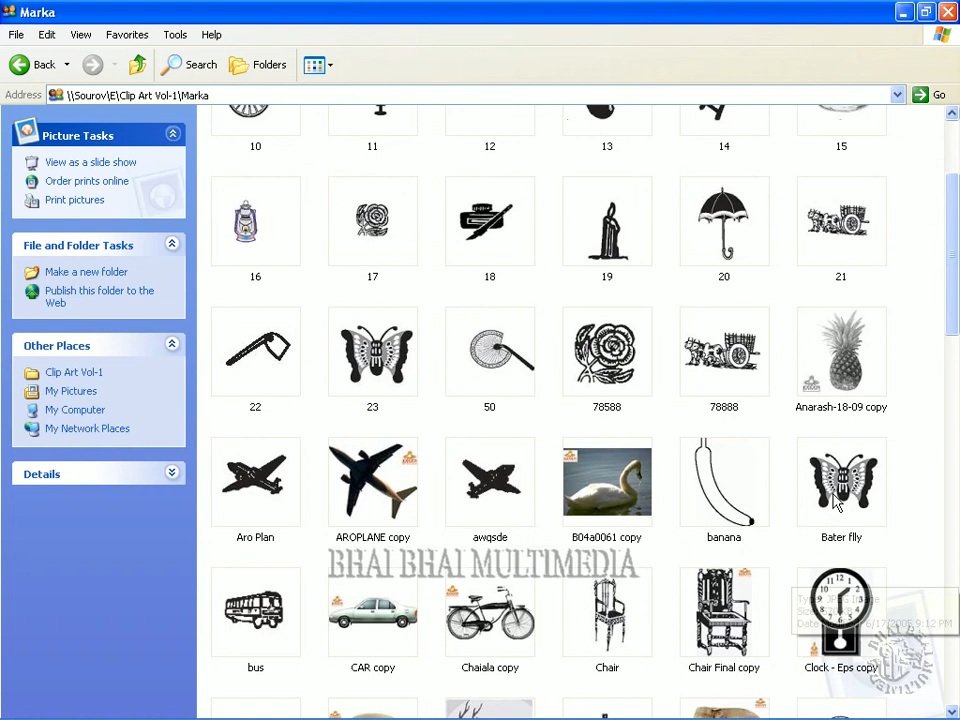 Marka
File Edit View Favorites Tools Help
Back Search Folders
Address \\Sourov\E\Clip Art Vol-1\Marka Go
Picture Tasks
View as a slide show
Order prints online
Print pictures
File and Folder Tasks
Make a new folder
Publish this folder to the
Web
Other Places
Clip Art Vol-1
My Pictures
My Computer
My Network Places
Details
10 11 12 13 14 15
16 17 18 19 20 21
22 23 50 78588 78888 Anarash-18-09 copy
Aro Plan AROPLANE copy awqsde B04a0061 copy banana Bater flly
BHAI BHAI MULTIMEDIA
bus CAR copy Chaiala copy Chair Chair Final copy Clock - Eps copy